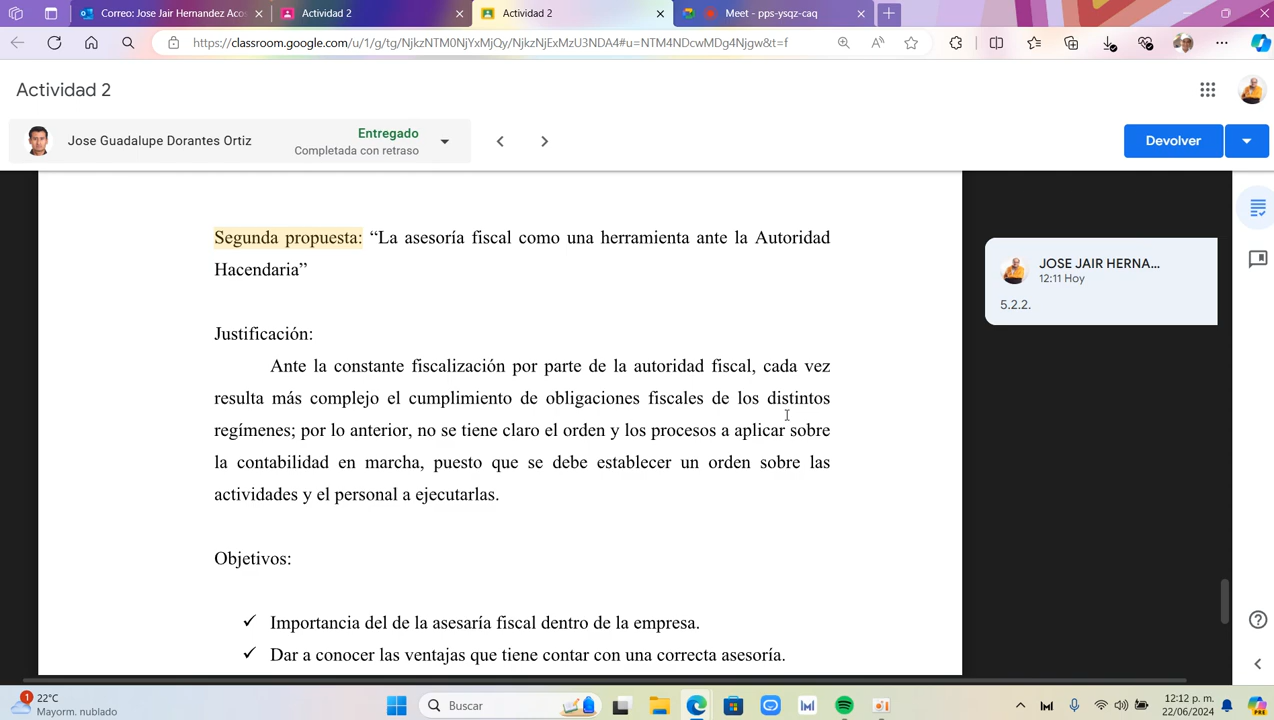 Correo: Jose Jair Hernandez Acos
Actividad 2
Actividad 2
Meet - pps-ysqz-caq
https://classroom.google.com/u/1/g/tg/NjkzNTM0NjYxMjQy/NjkzNjExMzU3NDA4#u=NTM4NDcwMDg4Njgw&t=f
Actividad 2
Jose Guadalupe Dorantes Ortiz
Entregado
Completada con retraso
Devolver
Segunda propuesta: “La asesoría fiscal como una herramienta ante la Autoridad
Hacendaria”
Justificación:
Ante la constante fiscalización por parte de la autoridad fiscal, cada vez
resulta más complejo el cumplimiento de obligaciones fiscales de los distintos
regímenes; por lo anterior, no se tiene claro el orden y los procesos a aplicar sobre
la contabilidad en marcha, puesto que se debe establecer un orden sobre las
actividades y el personal a ejecutarlas.
Objetivos:
✓ Importancia del de la asesaría fiscal dentro de la empresa.
✓ Dar a conocer las ventajas que tiene contar con una correcta asesoría.
JOSE JAIR HERNA...
12:11 Hoy
5.2.2.
1
22°C
Mayorm. nublado
Buscar
12:12 p. m.
22/06/2024